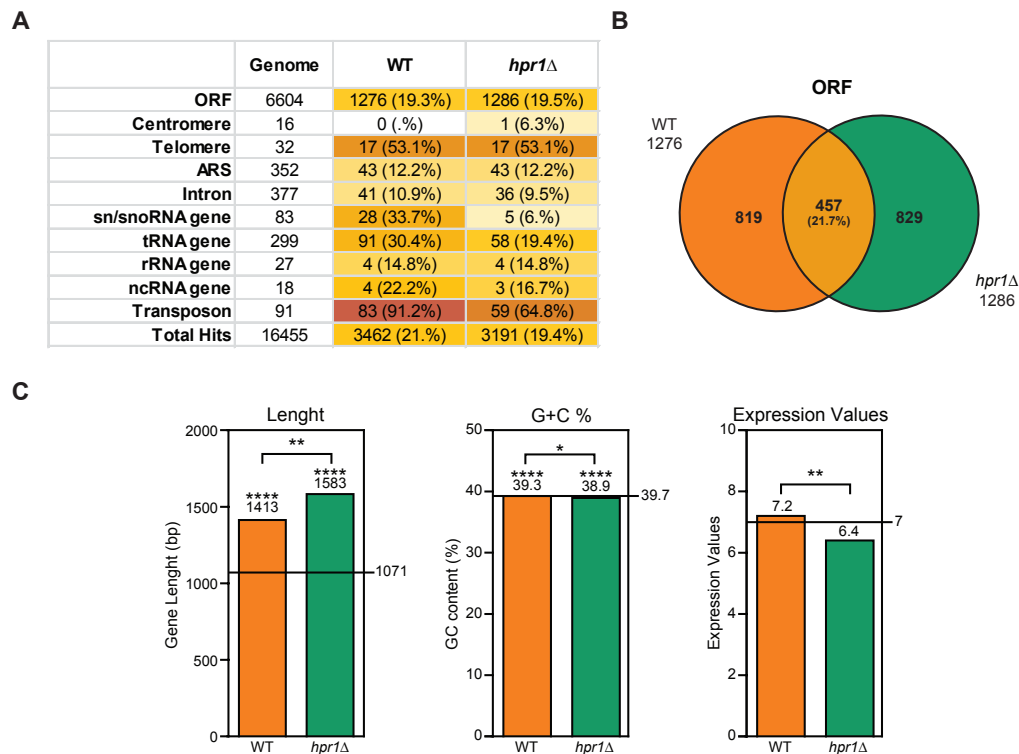 A
Genome WT hpr1Δ
ORF 6604 1276 (19.3%) 1286 (19.5%)
Centromere 16 0 (.%) 1 (6.3%)
Telomere 32 17 (53.1%) 17 (53.1%)
ARS 352 43 (12.2%) 43 (12.2%)
Intron 377 41 (10.9%) 36 (9.5%)
sn/snoRNA gene 83 28 (33.7%) 5 (6.%)
tRNA gene 299 91 (30.4%) 58 (19.4%)
rRNA gene 27 4 (14.8%) 4 (14.8%)
ncRNA gene 18 4 (22.2%) 3 (16.7%)
Transposon 91 83 (91.2%) 59 (64.8%)
Total Hits 16455 3462 (21.%) 3191 (19.4%)
B
ORF
WT
1276
819
457
(21.7%)
829
hpr1Δ
1286
C
Lenght
Gene Lenght (bp)
2000
1500
1000
500
0
**
****
1413
****
1583
1071
WT hpr1Δ
G+C %
GC content (%)
50
40
30
20
10
0
*
****
39.3
****
38.9
39.7
WT hpr1Δ
Expression Values
Expression Values
10
8
6
4
2
0
**
7.2
6.4
7
WT hpr1Δ